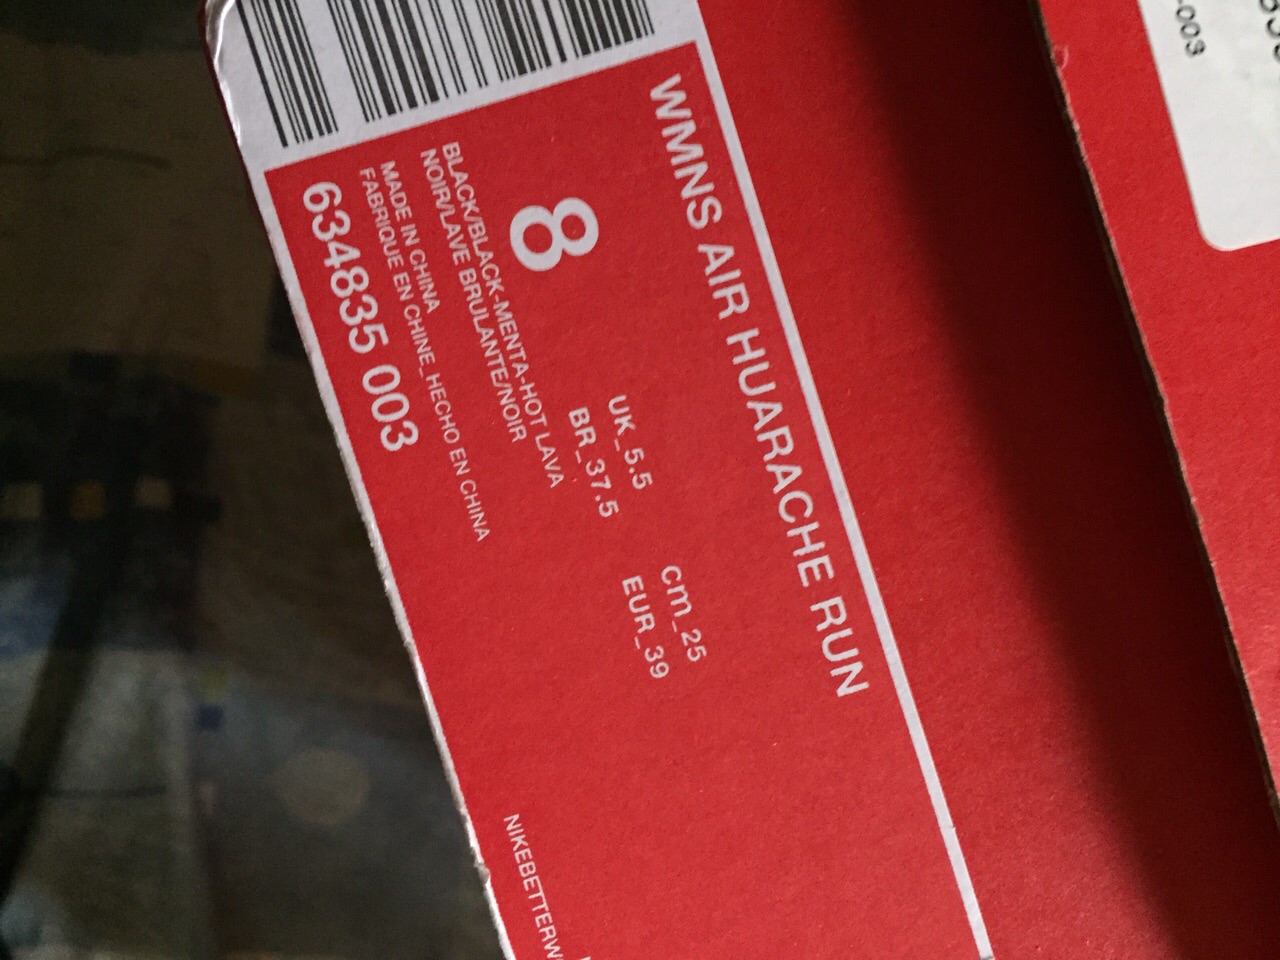 WMNS AIR HUARACHE RUN
8
UK_5.5
cm_25
BR_37.5
EUR_39
BLACK/BLACK-MENTA-HOT LAVA
NOIR/LAVE BRULANTE/NOIR
MADE IN CHINA
FABRIQUE EN CHINE_HECHO EN CHINA
634835 003
-003